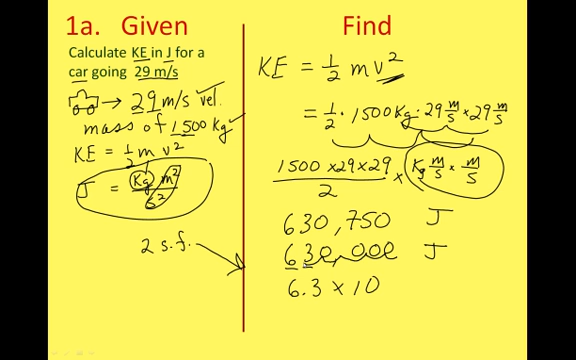 1a. Given
Calculate KE in J for a
car going 29 m/s
→ 29 m/s vel.
mass of 1500 kg
KE = 1/2 m v²
J = Kg m²/s²
2 s.f.
Find
KE = 1/2 m v²
= 1/2 · 1500 Kg · 29 m/s × 29 m/s
1500 × 29 × 29 / 2 × Kg m/s × m/s
630,750 J
630,000 J
6.3 × 10